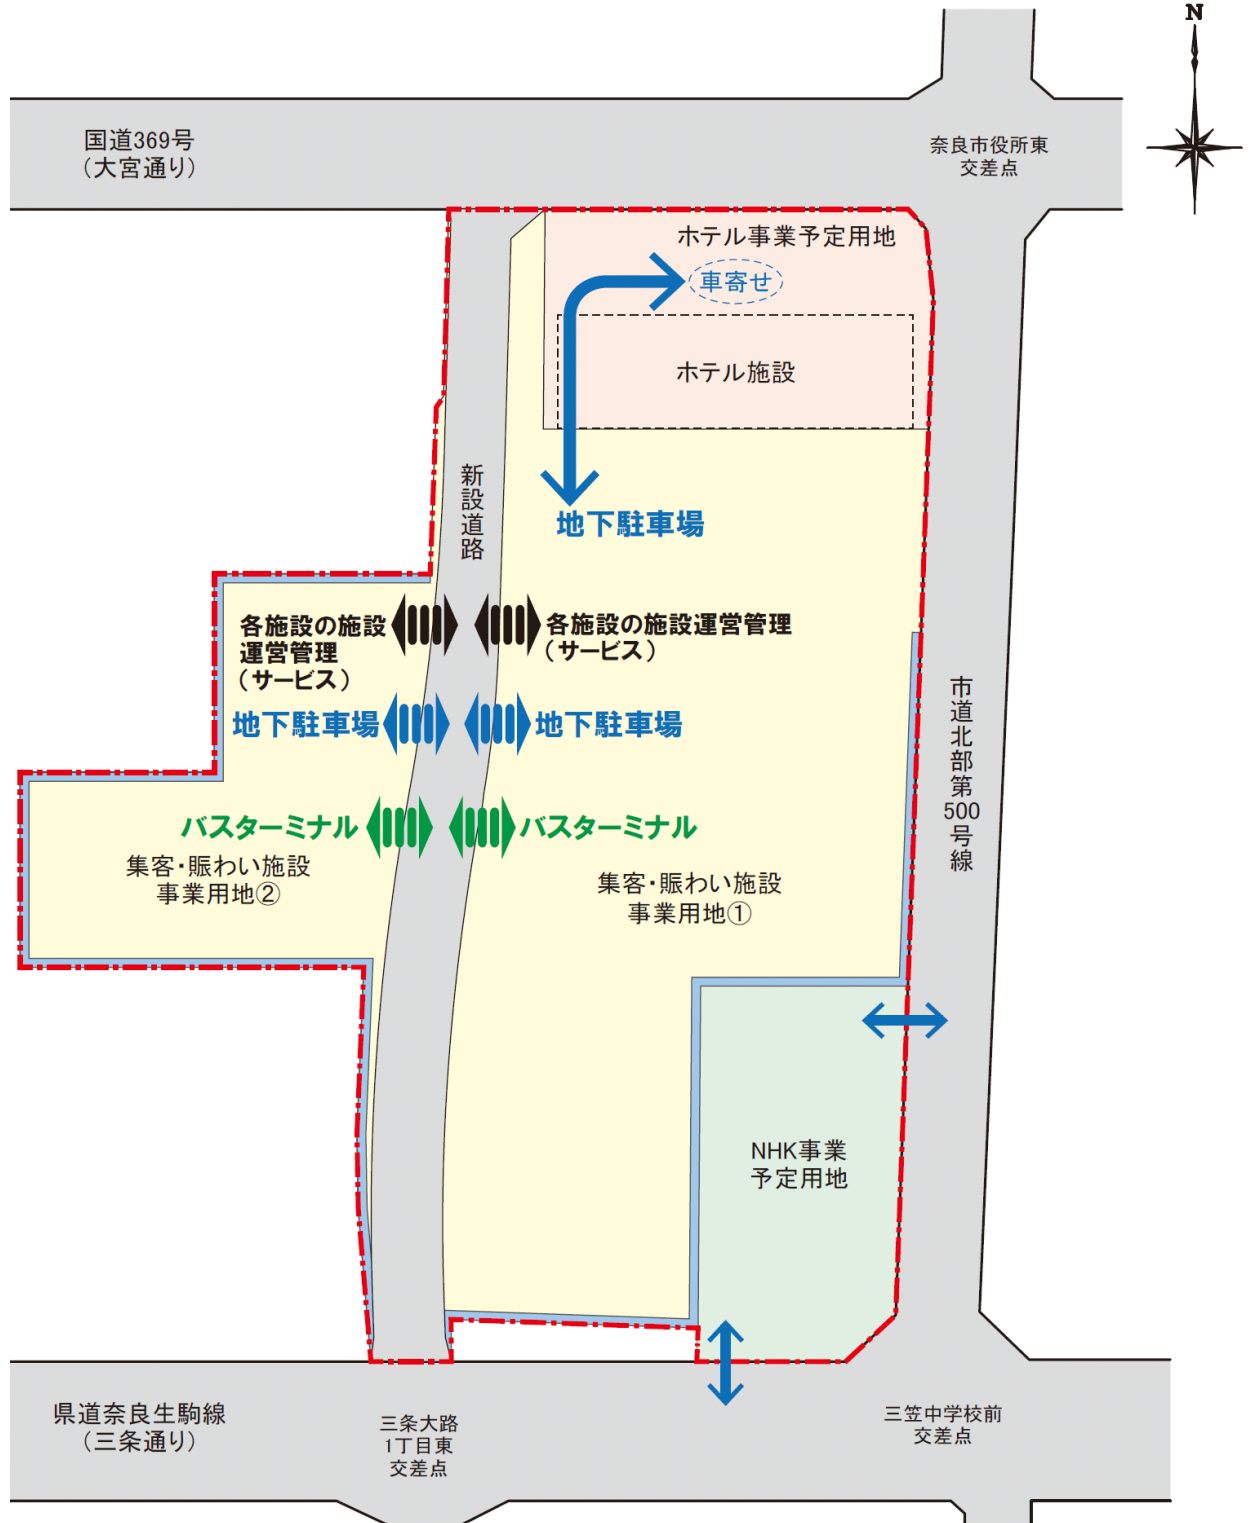 N
国道369号
(大宮通り)
奈良市役所東
交差点
ホテル事業予定用地
車寄せ
ホテル施設
新設道路
地下駐車場
各施設の施設
運営管理
(サービス)
各施設の施設運営管理
(サービス)
地下駐車場
地下駐車場
市道北部第500号線
バスターミナル
バスターミナル
集客・賑わい施設
事業用地②
集客・賑わい施設
事業用地①
NHK事業
予定用地
県道奈良生駒線
(三条通り)
三条大路
1丁目東
交差点
三笠中学校前
交差点